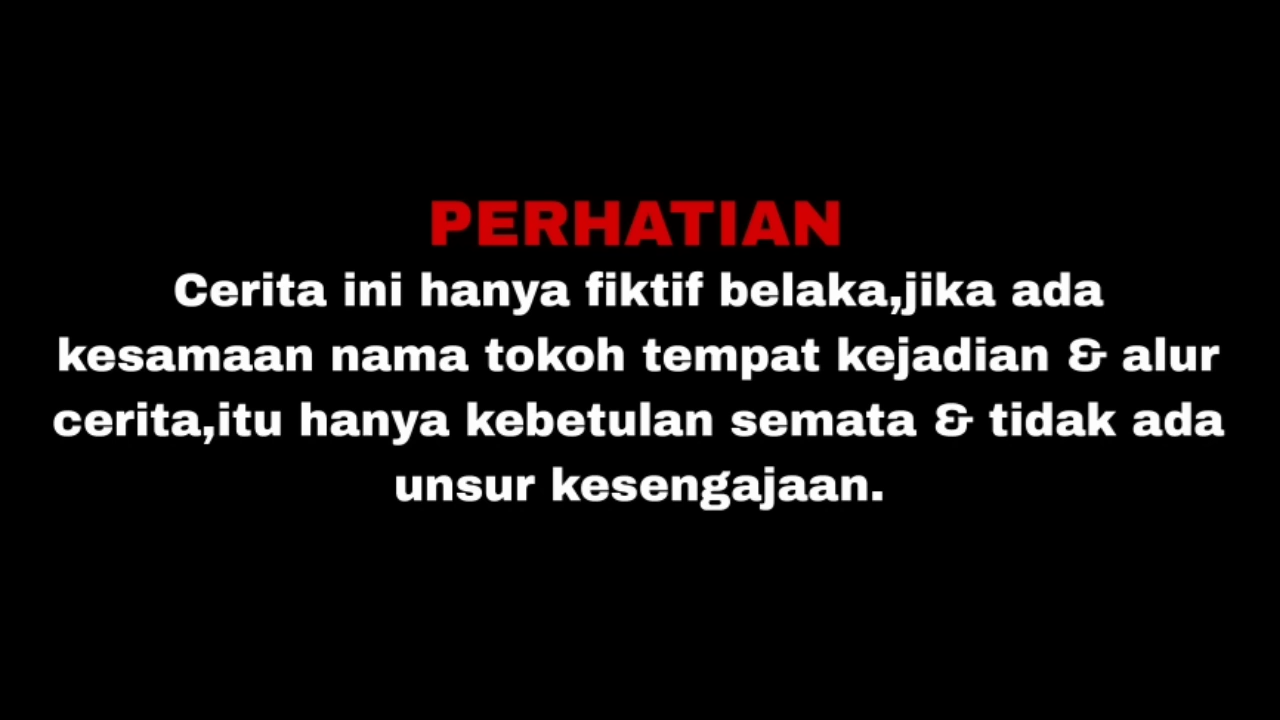 PERHATIAN
Cerita ini hanya fiktif belaka,jika ada
kesamaan nama tokoh tempat kejadian & alur
cerita,itu hanya kebetulan semata & tidak ada
unsur kesengajaan.